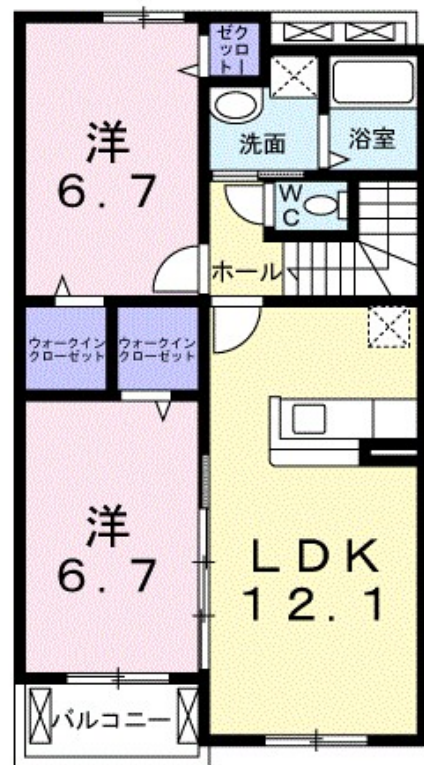 クロー
ゼット
洋
6.7
洗面
浴室
WC
ホール
ウォークイン
クローゼット
ウォークイン
クローゼット
洋
6.7
LDK
12.1
バルコニー